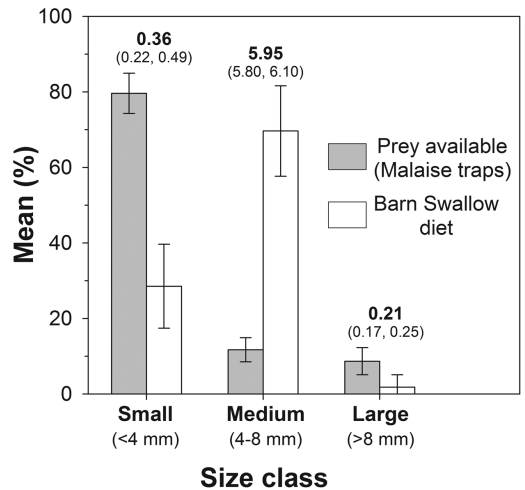 100
80
60
40
20
0
Mean (%)
0.36
(0.22, 0.49)
5.95
(5.80, 6.10)
0.21
(0.17, 0.25)
Prey available
(Malaise traps)
Barn Swallow
diet
Small
(<4 mm)
Medium
(4-8 mm)
Large
(>8 mm)
Size class